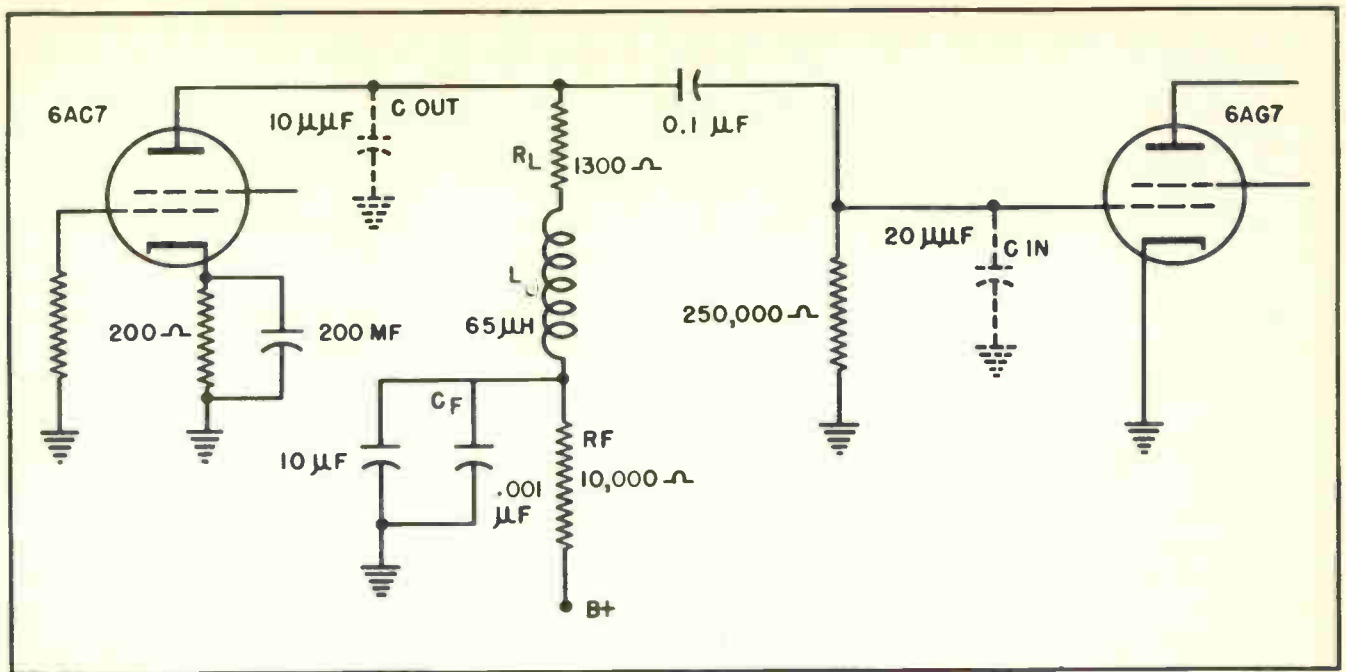 6AC7
10 µµF
C OUT
0.1 µF
6AG7
RL
1300 Ω
20 µµF
C IN
L
65 µH
200 Ω
200 MF
250,000 Ω
CF
RF
10 µF
.001
µF
10,000 Ω
B+